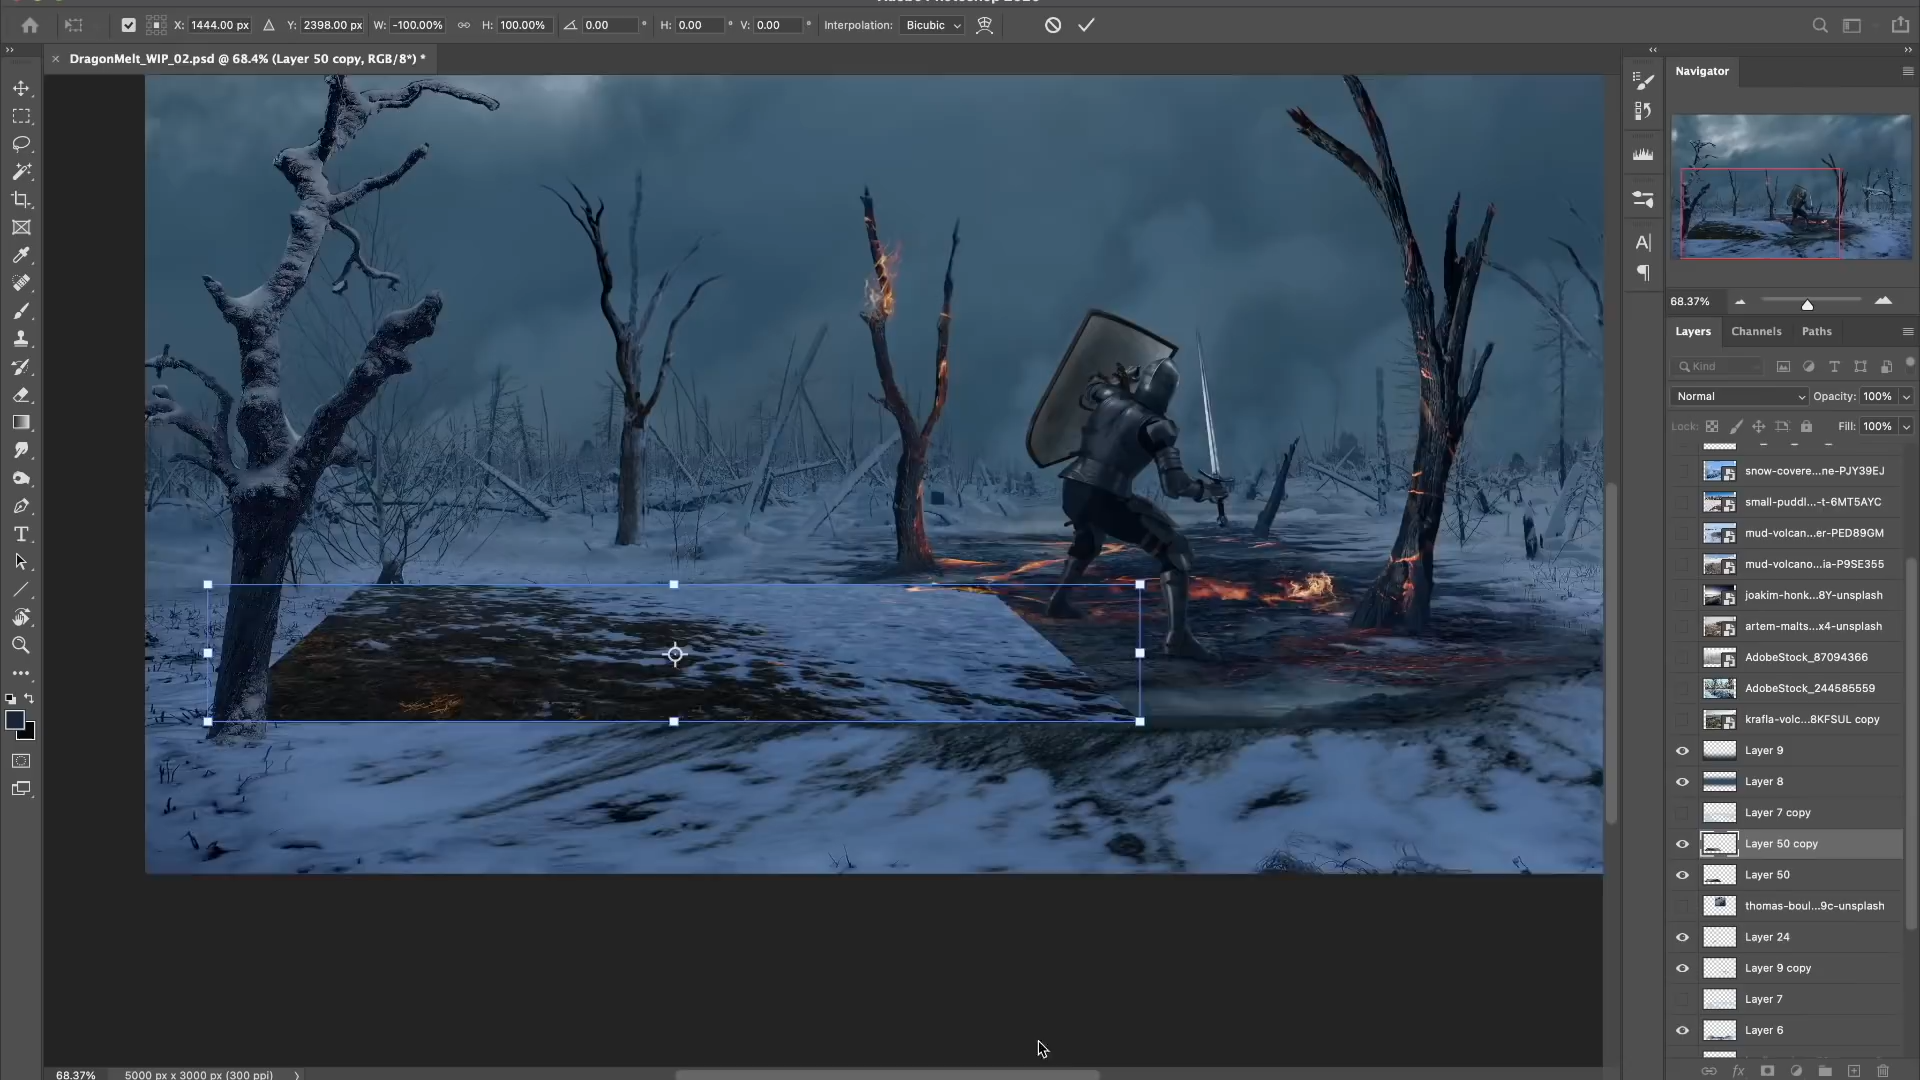 X: 1444.00 px Y: 2398.00 px W: -100.00% H: 100.00% 0.00 ° H: 0.00 ° V: 0.00 ° Interpolation: Bicubic
× DragonMelt_WIP_02.psd @ 68.4% (Layer 50 copy, RGB/8*) *
Navigator
68.37%
Layers Channels Paths
Kind
Normal Opacity: 100%
Lock: Fill: 100%
snow-covere...ne-PJY39EJ
small-puddl...-t-6MT5AYC
mud-volcan...er-PED89GM
mud-volcano...ia-P9SE355
joakim-honk...8Y-unsplash
artem-malts...x4-unsplash
AdobeStock_87094366
AdobeStock_244585559
krafla-volc...8KFSUL copy
Layer 9
Layer 8
Layer 7 copy
Layer 50 copy
Layer 50
thomas-boul...9c-unsplash
Layer 24
Layer 9 copy
Layer 7
Layer 6
68.37% 5000 px x 3000 px (300 ppi)